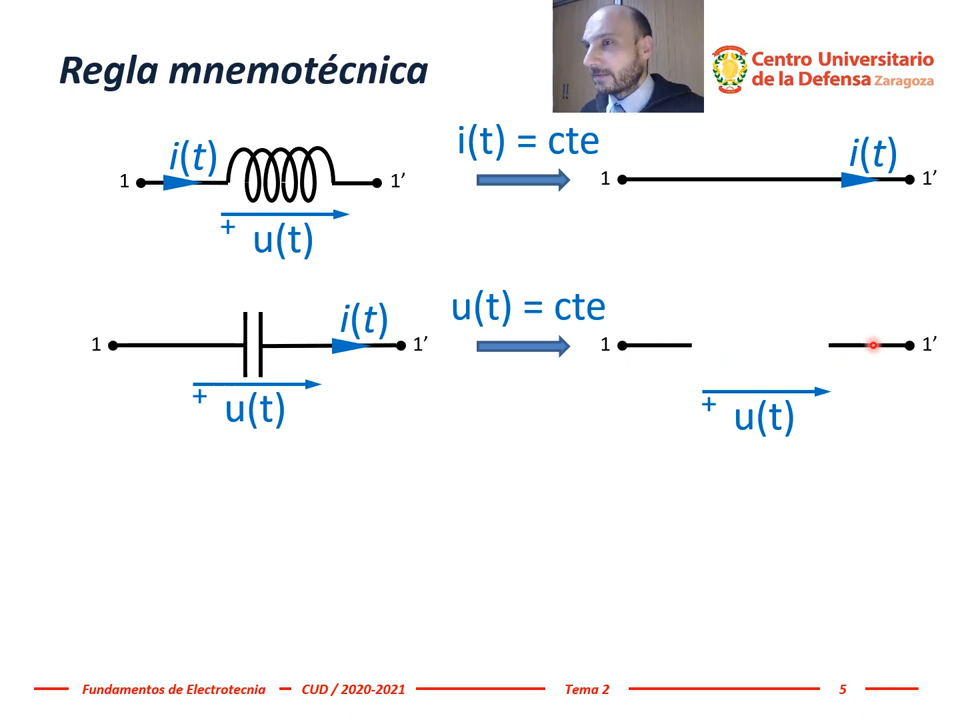 Regla mnemotécnica
Centro Universitario
de la Defensa Zaragoza
i(t)
1
1’
+
u(t)
i(t) = cte
i(t)
1
1’
i(t)
1
1’
+
u(t)
u(t) = cte
1
1’
+
u(t)
Fundamentos de Electrotecnia
CUD / 2020-2021
Tema 2
5